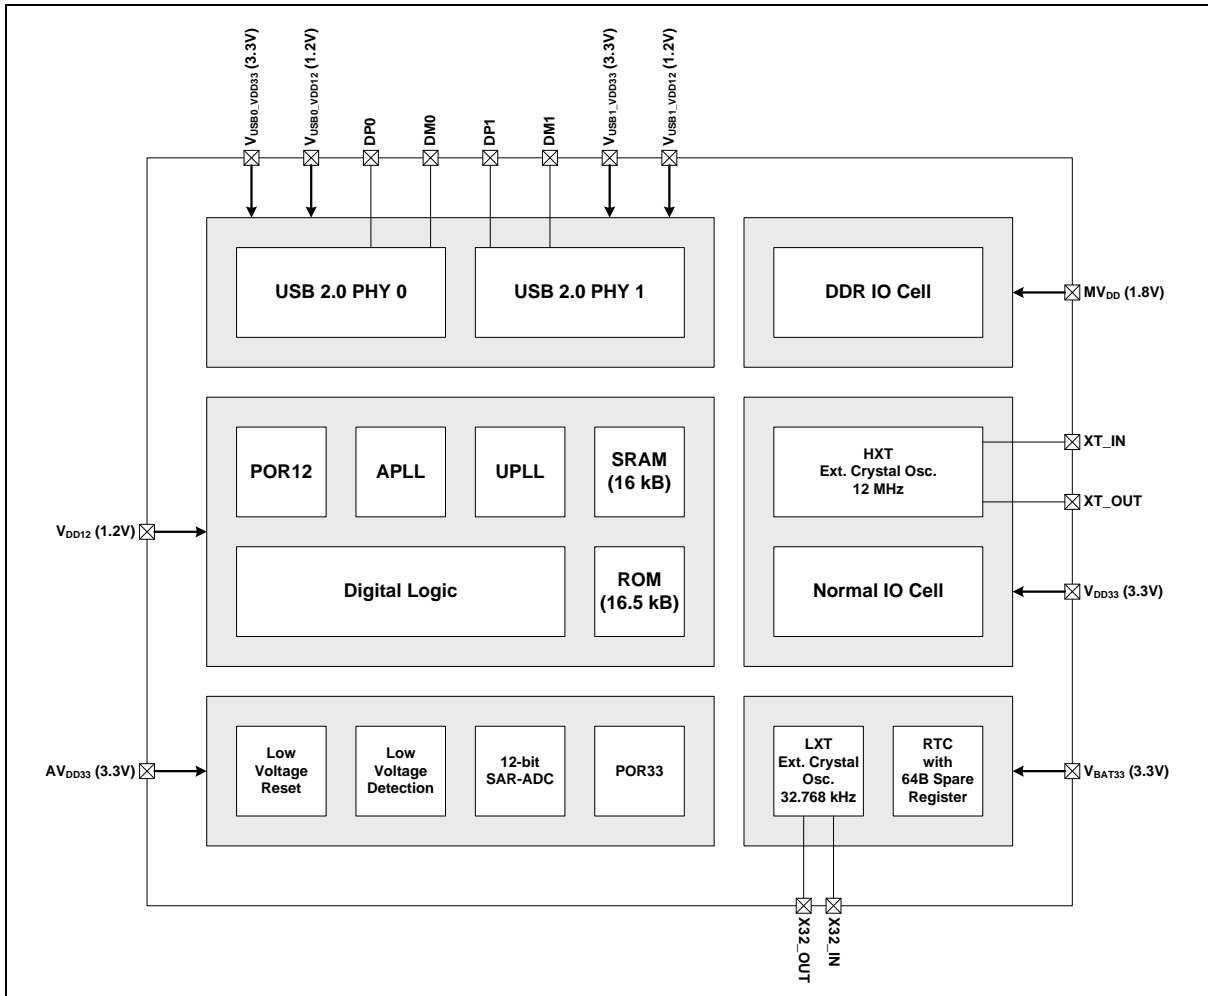 VUSB0_VDD33 (3.3V)
VUSB0_VDD12 (1.2V)
DP0
DM0
DP1
DM1
VUSB1_VDD33 (3.3V)
VUSB1_VDD12 (1.2V)
USB 2.0 PHY 0
USB 2.0 PHY 1
DDR IO Cell
MVDD (1.8V)
POR12
APLL
UPLL
SRAM
(16 kB)
HXT
Ext. Crystal Osc.
12 MHz
XT_IN
XT_OUT
VDD12 (1.2V)
Digital Logic
ROM
(16.5 kB)
Normal IO Cell
VDD33 (3.3V)
AVDD33 (3.3V)
Low
Voltage
Reset
Low
Voltage
Detection
12-bit
SAR-ADC
POR33
LXT
Ext. Crystal
Osc.
32.768 kHz
RTC
with
64B Spare
Register
VBAT33 (3.3V)
X32_OUT
X32_IN